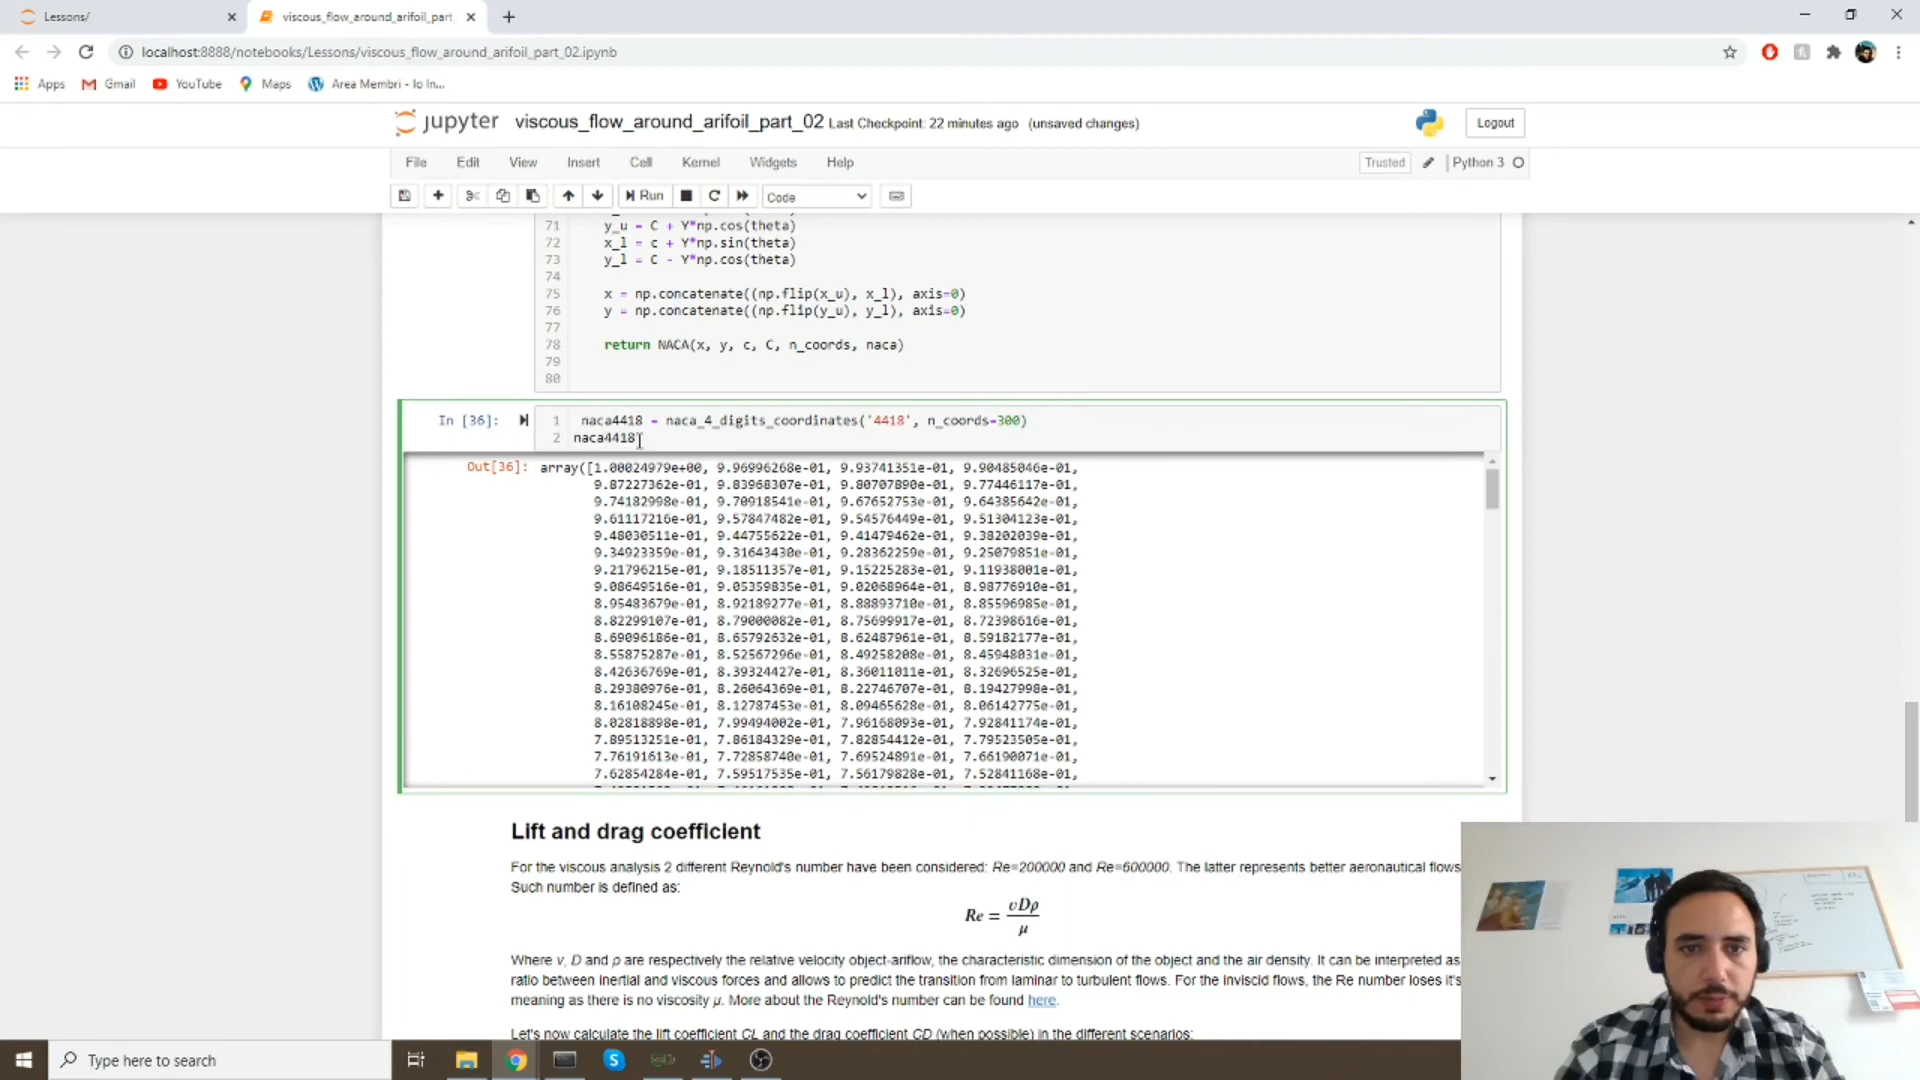 Lessons/
viscous_flow_around_arifoil_part_
localhost:8888/notebooks/Lessons/viscous_flow_around_arifoil_part_02.ipynb
Apps Gmail YouTube Maps Area Membri - Io In...
jupyter viscous_flow_around_arifoil_part_02 Last Checkpoint: 22 minutes ago (unsaved changes) Logout
File Edit View Insert Cell Kernel Widgets Help Trusted Python 3
Run Code
71 y_u = C + Y*np.cos(theta)
72 x_l = c + Y*np.sin(theta)
73 y_l = C - Y*np.cos(theta)
74
75 x = np.concatenate((np.flip(x_u), x_l), axis=0)
76 y = np.concatenate((np.flip(y_u), y_l), axis=0)
77
78 return NACA(x, y, c, C, n_coords, naca)
79
80
In [36]: 1 naca4418 = naca_4_digits_coordinates('4418', n_coords=300)
2 naca4418
Out[36]: array([1.00024979e+00, 9.96996268e-01, 9.93741351e-01, 9.90485046e-01,
9.87227362e-01, 9.83968307e-01, 9.80707890e-01, 9.77446117e-01,
9.74182998e-01, 9.70918541e-01, 9.67652753e-01, 9.64385642e-01,
9.61117216e-01, 9.57847482e-01, 9.54576449e-01, 9.51304123e-01,
9.48030511e-01, 9.44755622e-01, 9.41479462e-01, 9.38202039e-01,
9.34923359e-01, 9.31643430e-01, 9.28362259e-01, 9.25079851e-01,
9.21796215e-01, 9.18511357e-01, 9.15225283e-01, 9.11938001e-01,
9.08649516e-01, 9.05359835e-01, 9.02068964e-01, 8.98776910e-01,
8.95483679e-01, 8.92189277e-01, 8.88893710e-01, 8.85596985e-01,
8.82299107e-01, 8.79000082e-01, 8.75699917e-01, 8.72398616e-01,
8.69096186e-01, 8.65792632e-01, 8.62487961e-01, 8.59182177e-01,
8.55875287e-01, 8.52567296e-01, 8.49258208e-01, 8.45948031e-01,
8.42636769e-01, 8.39324427e-01, 8.36011011e-01, 8.32696525e-01,
8.29380976e-01, 8.26064369e-01, 8.22746707e-01, 8.19427998e-01,
8.16108245e-01, 8.12787453e-01, 8.09465628e-01, 8.06142775e-01,
8.02818898e-01, 7.99494002e-01, 7.96168093e-01, 7.92841174e-01,
7.89513251e-01, 7.86184329e-01, 7.82854412e-01, 7.79523505e-01,
7.76191613e-01, 7.72858740e-01, 7.69524891e-01, 7.66190071e-01,
7.62854284e-01, 7.59517535e-01, 7.56179828e-01, 7.52841168e-01,
Lift and drag coefficient
For the viscous analysis 2 different Reynold's number have been considered: Re=200000 and Re=600000. The latter represents better aeronautical flows
Such number is defined as:
Re = vDρ / μ
Where v, D and ρ are respectively the relative velocity object-ariflow, the characteristic dimension of the object and the air density. It can be interpreted as
ratio between inertial and viscous forces and allows to predict the transition from laminar to turbulent flows. For the inviscid flows, the Re number loses it's
meaning as there is no viscosity μ. More about the Reynold's number can be found here.
Let's now calculate the lift coefficient CL and the drag coefficient CD (when possible) in the different scenarios:
Type here to search